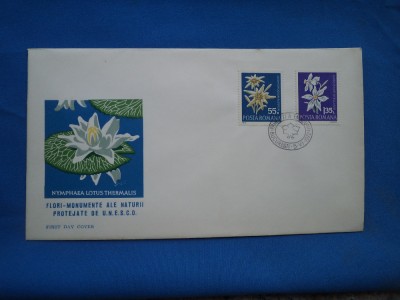 55B
POSTA ROMANA
1,35L
POSTA ROMANA
NYMPHAEA LOTUS THERMALIS
FLORI-MONUMENTE ALE NATURII
PROTEJATE DE U.N.E.S.C.O.
FIRST DAY COVER